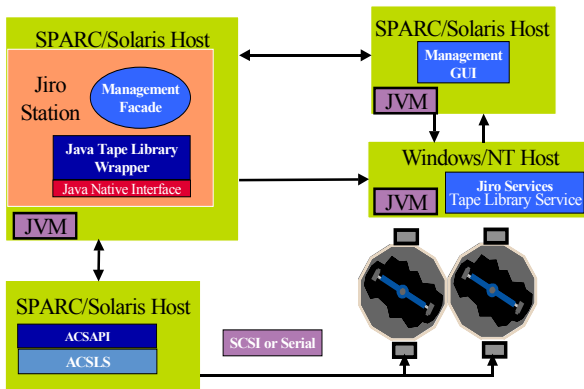 SPARC/Solaris Host
Jiro
Station
Management
Facade
Java Tape Library
Wrapper
Java Native Interface
JVM
SPARC/Solaris Host
Management
GUI
JVM
Windows/NT Host
JVM
Jiro Services
Tape Library Service
SPARC/Solaris Host
ACSAPI
ACSLS
SCSI or Serial